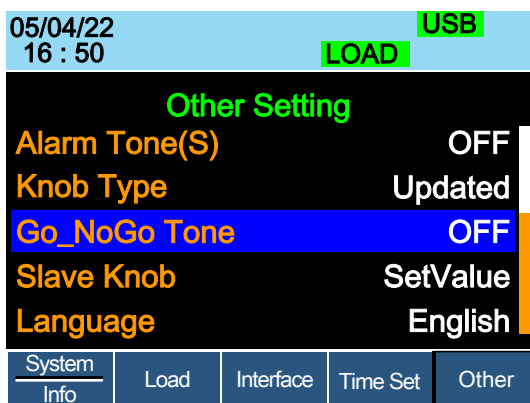 05/04/22 USB
16 : 50 LOAD
Other Setting
Alarm Tone(S) OFF
Knob Type Updated
Go_NoGo Tone OFF
Slave Knob SetValue
Language English
System
Info Load Interface Time Set Other